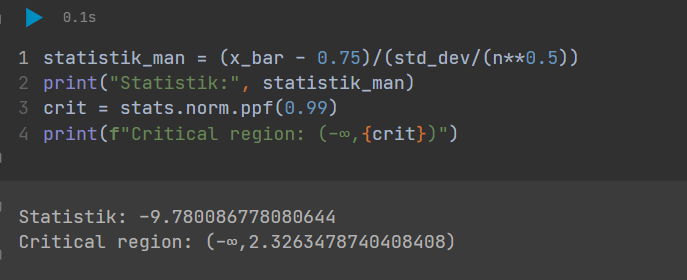 0.1s
1 statistik_man = (x_bar - 0.75)/(std_dev/(n**0.5))
2 print("Statistik:", statistik_man)
3 crit = stats.norm.ppf(0.99)
4 print(f"Critical region: (-∞,{crit})")
Statistik: -9.780086778080644
Critical region: (-∞,2.3263478740408408)